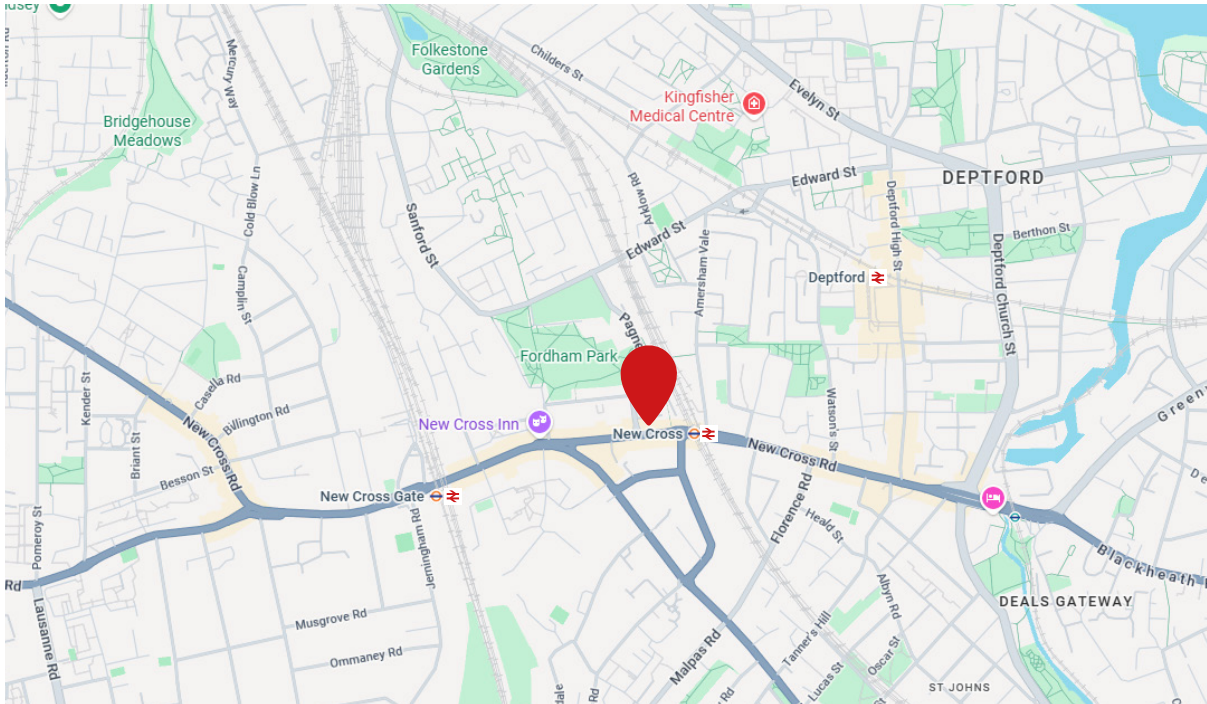 Mercury Way
Folkestone
Gardens
Childers St
Evelyn St
Kingfisher
Medical Centre
Bridgehouse
Meadows
Cold Blow Ln
Sanford St
Arklow Rd
Edward St
DEPTFORD
Deptford High St
Berthon St
Edward St
Amersham Vale
Deptford
Deptford Church St
Camplin St
Fordham Park
Kender St
Casella Rd
Billington Rd
New Cross Rd
Briant St
Besson St
New Cross Inn
New Cross
New Cross Rd
Watson's St
New Cross Gate
Pomeroy St
Jerningham Rd
Florence Rd
Heald St
Blackheath
Rd
Lausanne Rd
Musgrove Rd
Ommaney Rd
Malpas Rd
Tanner's Hill
Albyn Rd
Oscar St
Lucas St
DEALS GATEWAY
ST JOHNS